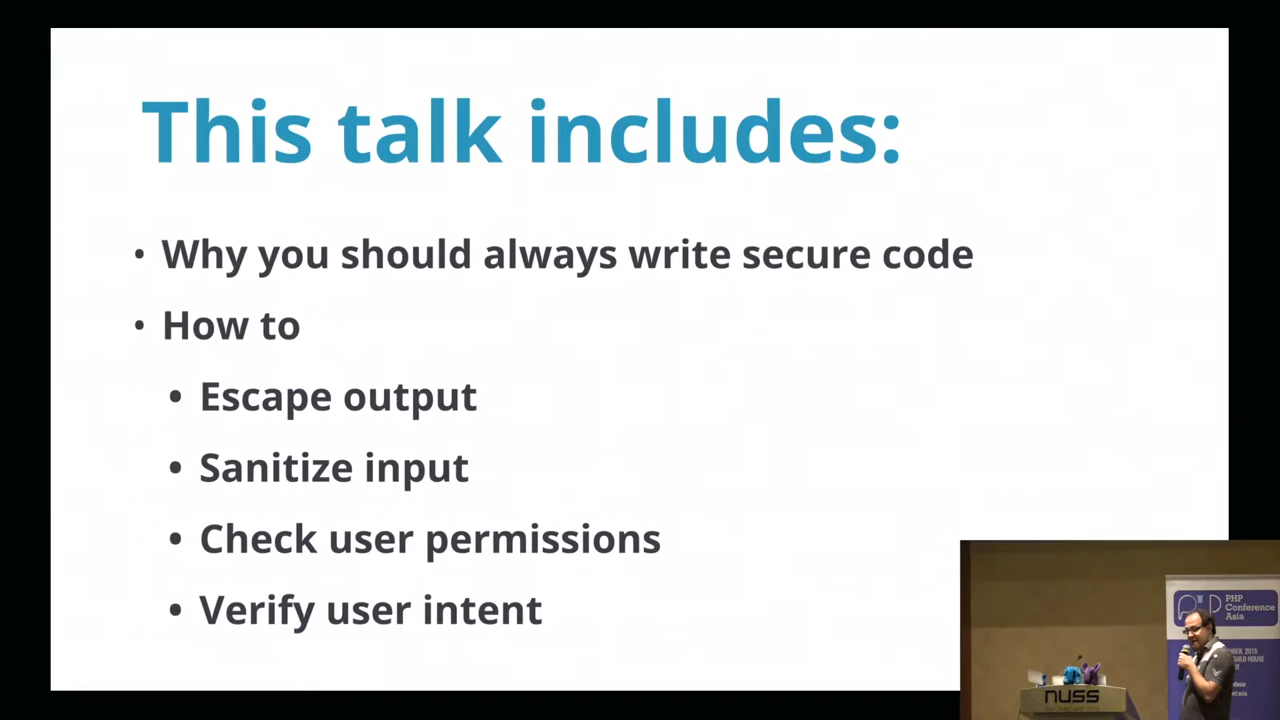 This talk includes:
• Why you should always write secure code
• How to
• Escape output
• Sanitize input
• Check user permissions
• Verify user intent
PHP
Conference
Asia
2015
nuss